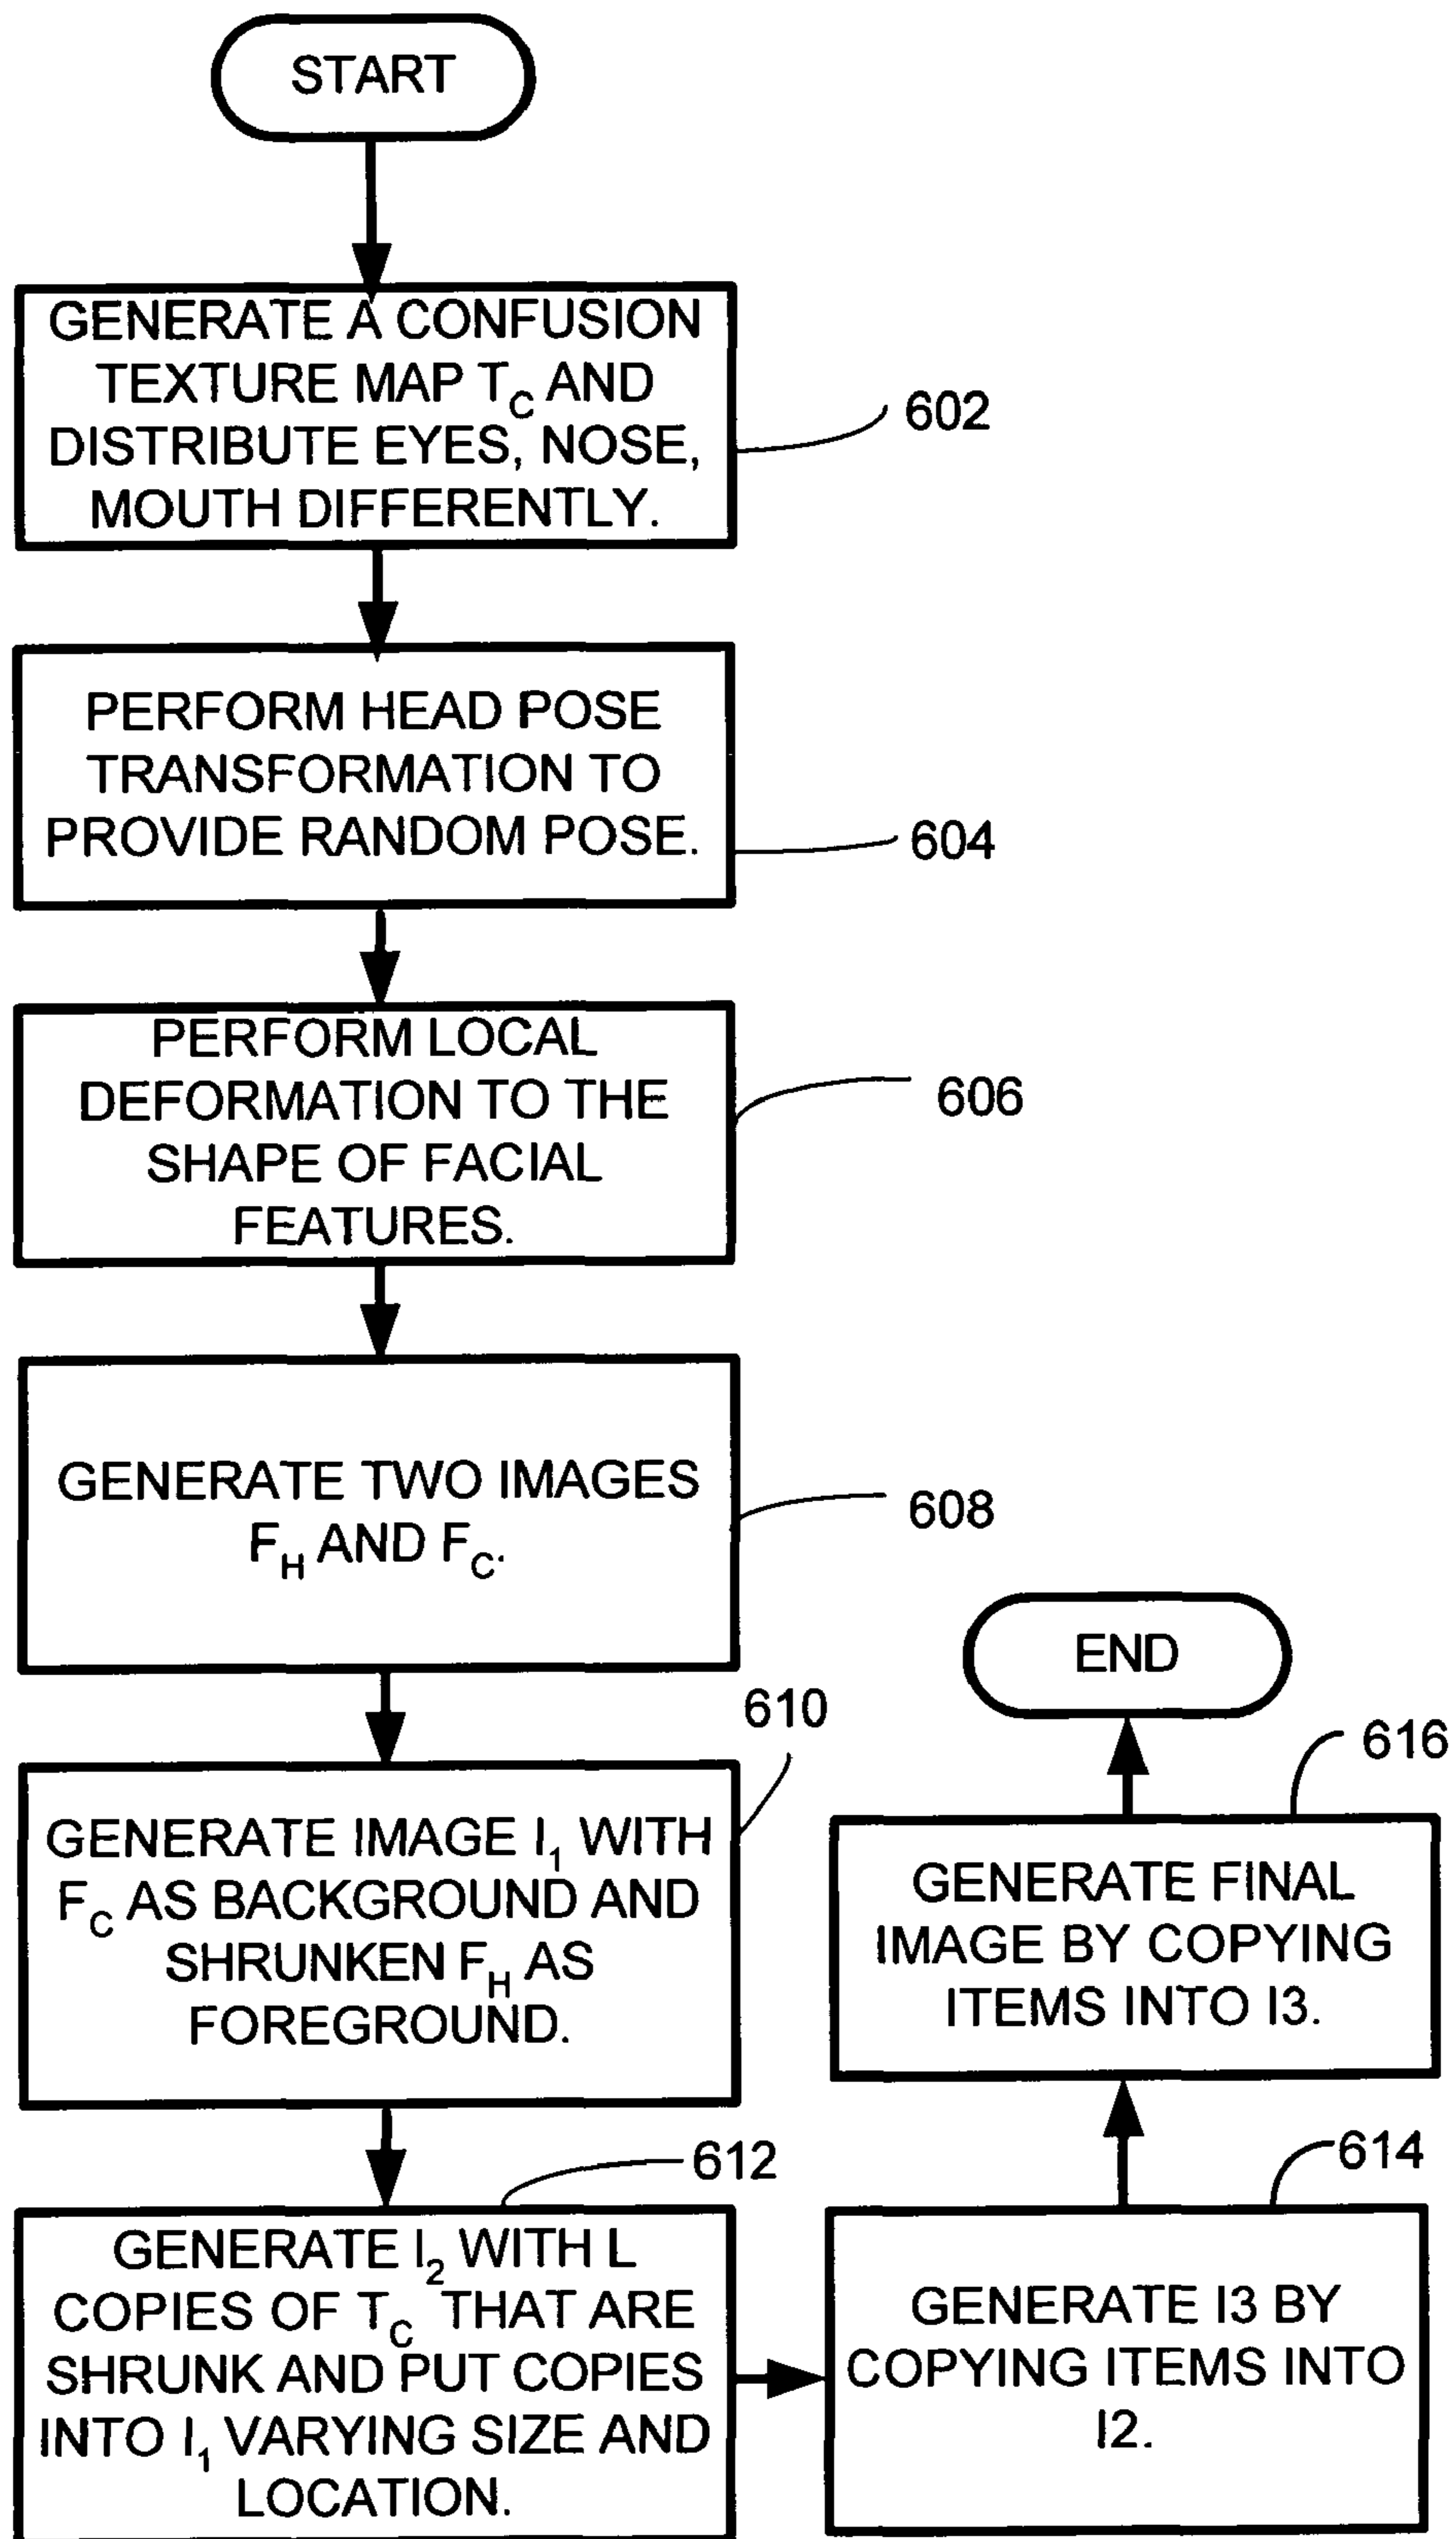 START
GENERATE A CONFUSION
TEXTURE MAP T_C AND
DISTRIBUTE EYES, NOSE,
MOUTH DIFFERENTLY.
602
PERFORM HEAD POSE
TRANSFORMATION TO
PROVIDE RANDOM POSE.
604
PERFORM LOCAL
DEFORMATION TO THE
SHAPE OF FACIAL
FEATURES.
606
GENERATE TWO IMAGES
F_H AND F_C.
608
610
GENERATE IMAGE I_1 WITH
F_C AS BACKGROUND AND
SHRUNKEN F_H AS
FOREGROUND.
612
GENERATE I_2 WITH L
COPIES OF T_C THAT ARE
SHRUNK AND PUT COPIES
INTO I_1 VARYING SIZE AND
LOCATION.
614
GENERATE I3 BY
COPYING ITEMS INTO
I2.
616
GENERATE FINAL
IMAGE BY COPYING
ITEMS INTO I3.
END